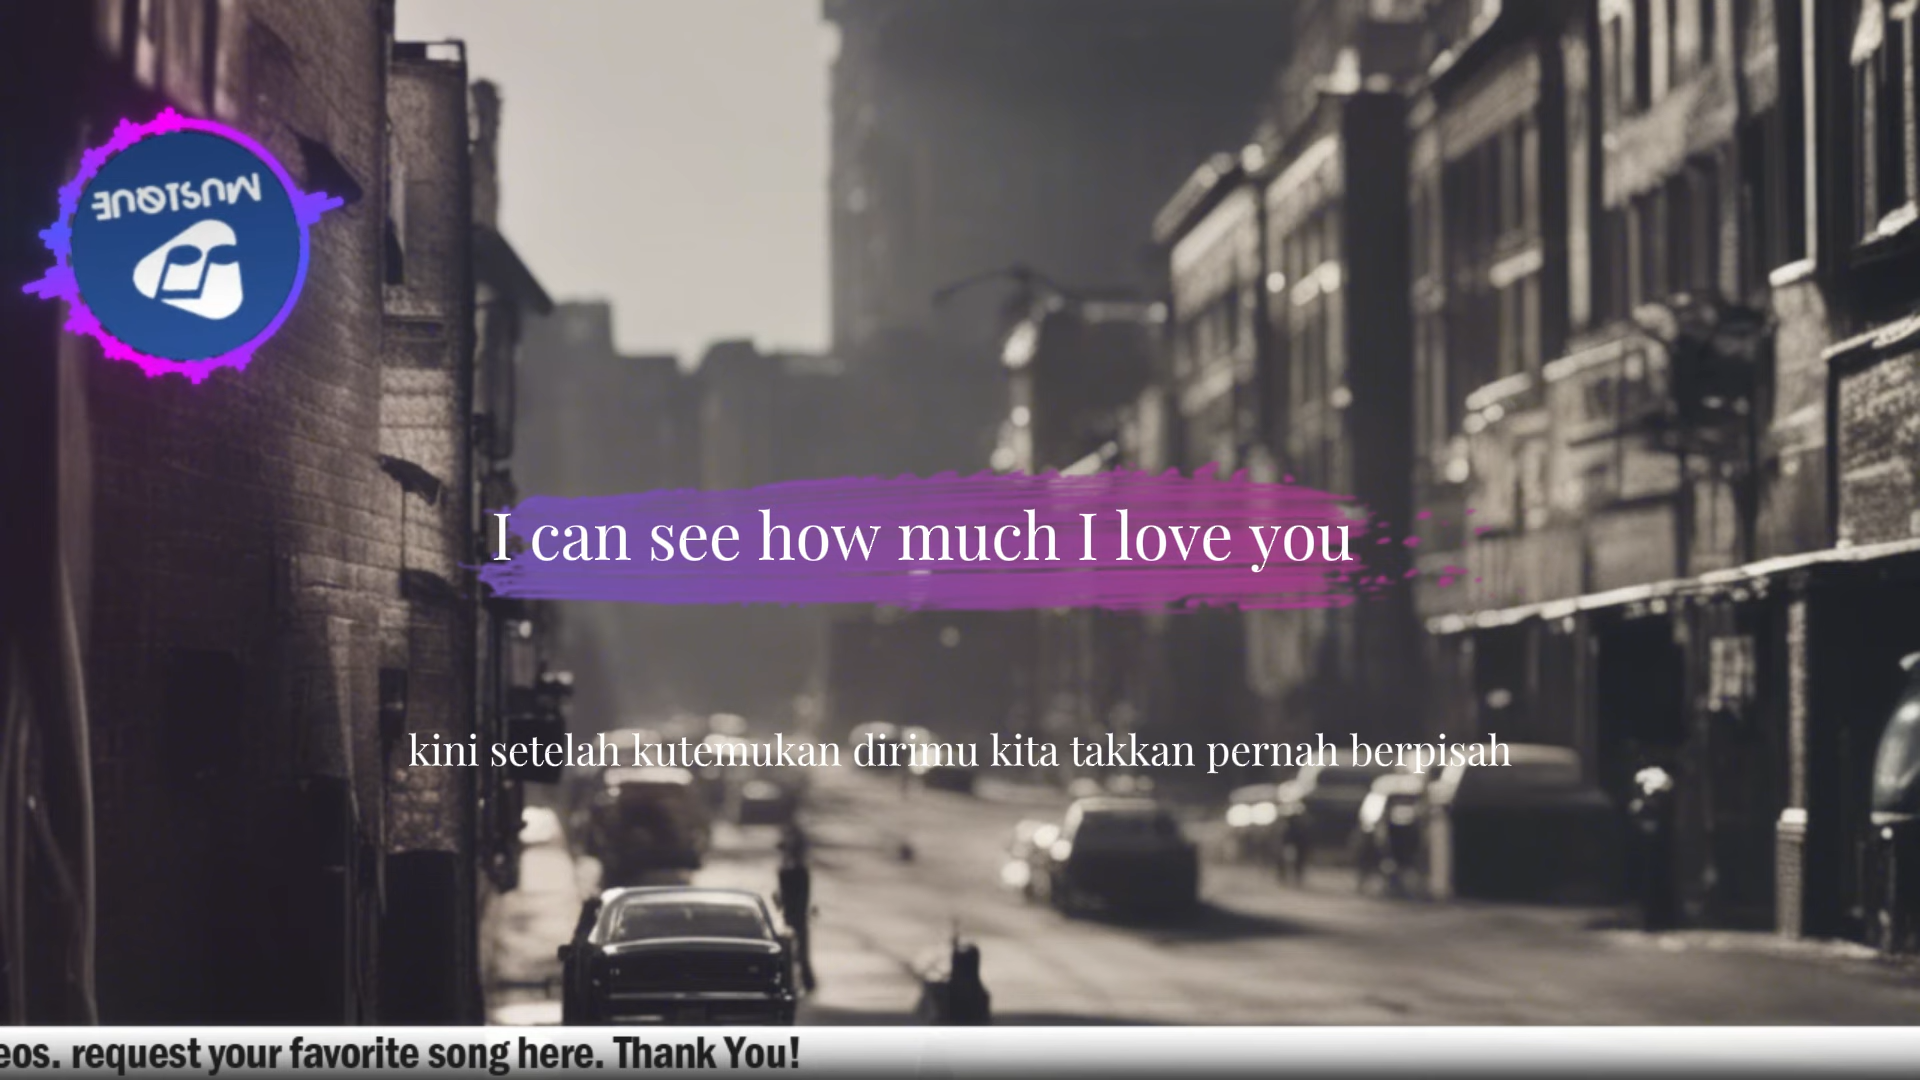 MUSIQUE
I can see how much I love you
kini setelah kutemukan dirimu kita takkan pernah berpisah
eos. request your favorite song here. Thank You!